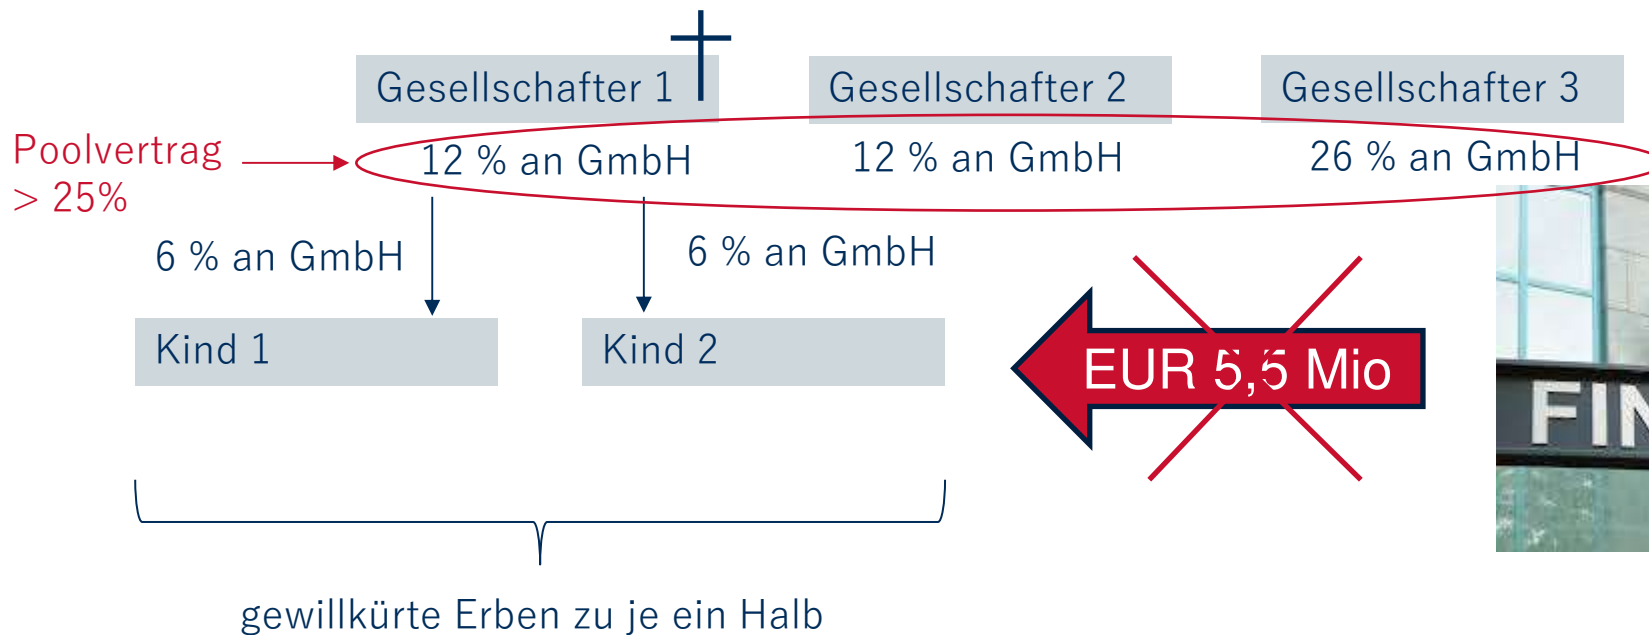 Gesellschafter 1
Gesellschafter 2
Gesellschafter 3
Poolvertrag
> 25%
12 % an GmbH
12 % an GmbH
26 % an GmbH
6 % an GmbH
6 % an GmbH
Kind 1
Kind 2
EUR 5,5 Mio
FIN
gewillkürte Erben zu je ein Halb